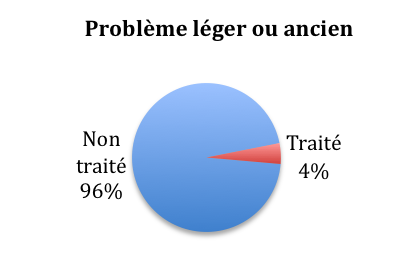 Problème léger ou ancien
Non
traité
96%
Traité
4%